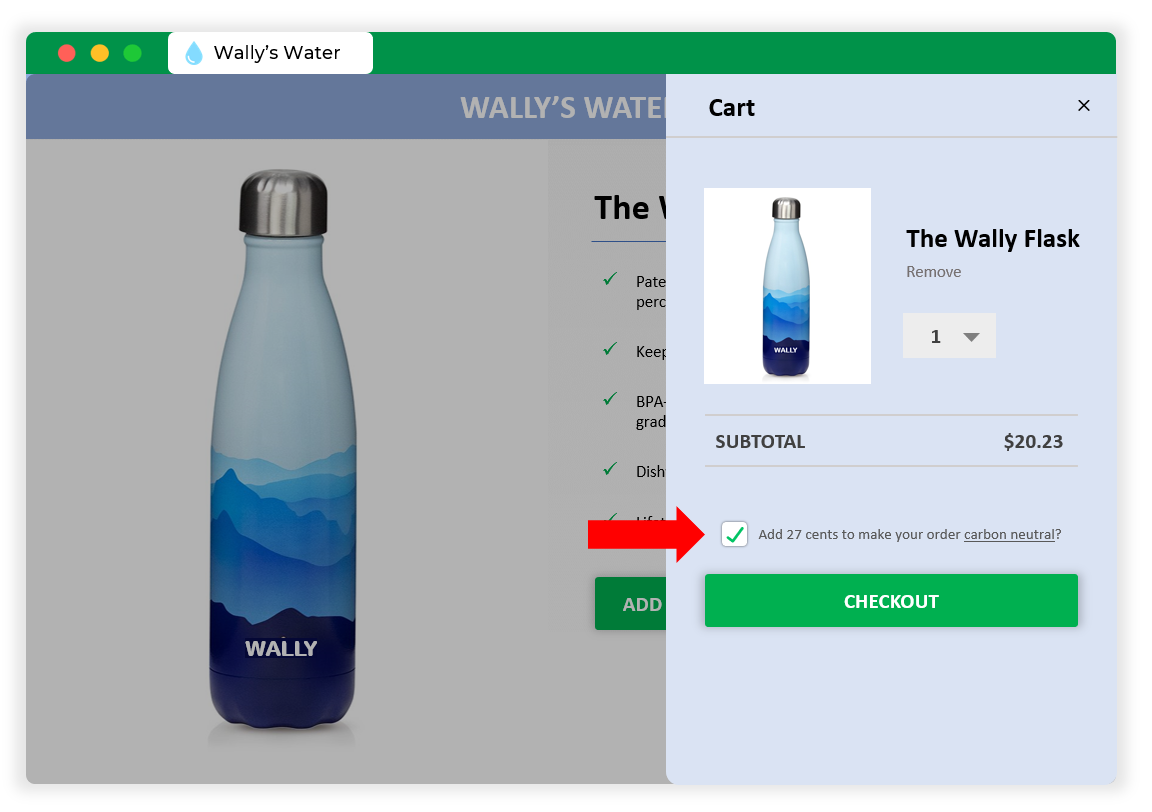 Wally's Water
WALLY'S WATE
Cart
×
The W
Pate
perc
Keep
BPA-
grad
Dish
ADD
WALLY
WALLY
The Wally Flask
Remove
1
SUBTOTAL
$20.23
Add 27 cents to make your order carbon neutral?
CHECKOUT